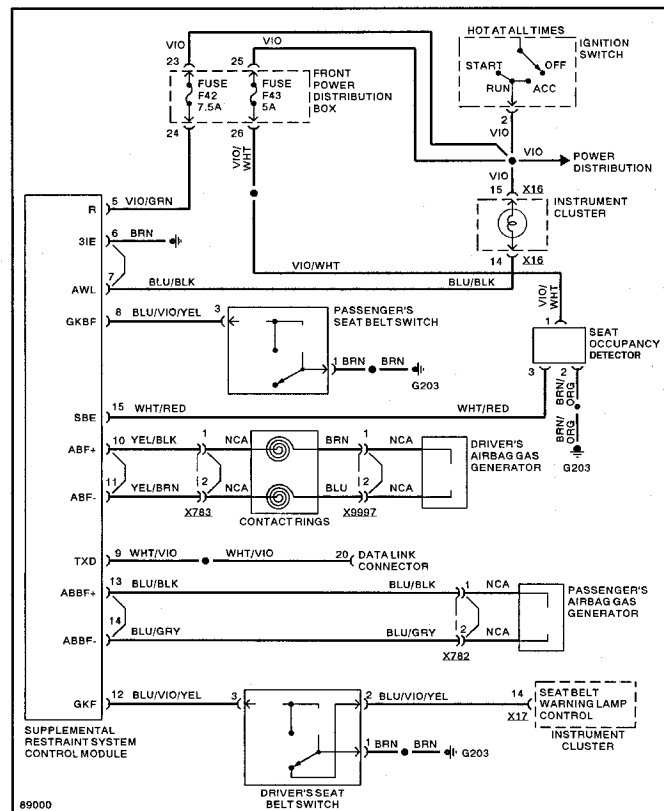 HOT AT ALL TIMES
IGNITION
SWITCH
START
OFF
RUN
ACC
2
VIO
VIO
VIO
23
25
FUSE
F42
7.5A
FUSE
F43
5A
FRONT
POWER
DISTRIBUTION
BOX
24
26
VIO/
WHT
VIO
POWER
DISTRIBUTION
VIO
15
X16
INSTRUMENT
CLUSTER
14
X16
R
5
VIO/GRN
31E
6
BRN
7
AWL
BLU/BLK
BLU/BLK
VIO/WHT
VIO/
WHT
GKBF
8
BLU/VIO/YEL
3
PASSENGER'S
SEAT BELT SWITCH
1
BRN
BRN
G203
1
SEAT
OCCUPANCY
DETECTOR
3
2
BRN/
ORG
BRN/
ORG
G203
SBE
15
WHT/RED
WHT/RED
ABF+
10
YEL/BLK
1
NCA
BRN
1
NCA
DRIVER'S
AIRBAG GAS
GENERATOR
11
ABF-
YEL/BRN
2
NCA
BLU
2
NCA
X783
CONTACT RINGS
X9997
TXD
9
WHT/VIO
WHT/VIO
20
DATA LINK
CONNECTOR
ABBF+
13
BLU/BLK
BLU/BLK
1
NCA
PASSENGER'S
AIRBAG GAS
GENERATOR
14
ABBF-
BLU/GRY
BLU/GRY
2
NCA
X782
GKF
12
BLU/VIO/YEL
3
2
BLU/VIO/YEL
14
X17
SEAT BELT
WARNING LAMP
CONTROL
INSTRUMENT
CLUSTER
1
BRN
BRN
G203
SUPPLEMENTAL
RESTRAINT SYSTEM
CONTROL MODULE
DRIVER'S SEAT
BELT SWITCH
89000